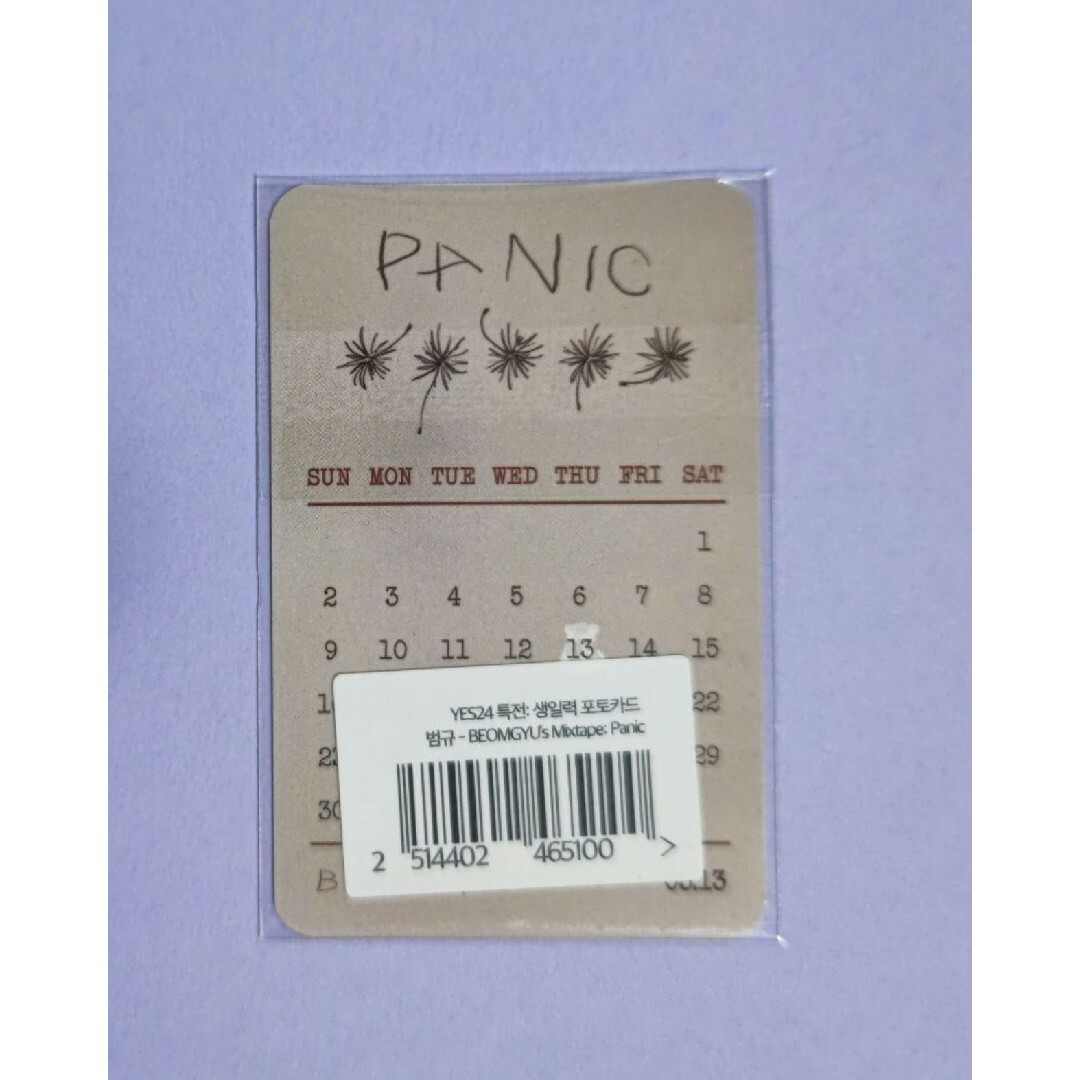 PANIC
SUN MON TUE WED THU FRI SAT
1
2 3 4 5 6 7 8
9 10 11 12 13 14 15
22
29
30
YES24 특전: 생일력 포토카드
범규 - BEOMGYU's Mixtape: Panic
2 514402 465100 >
B .13